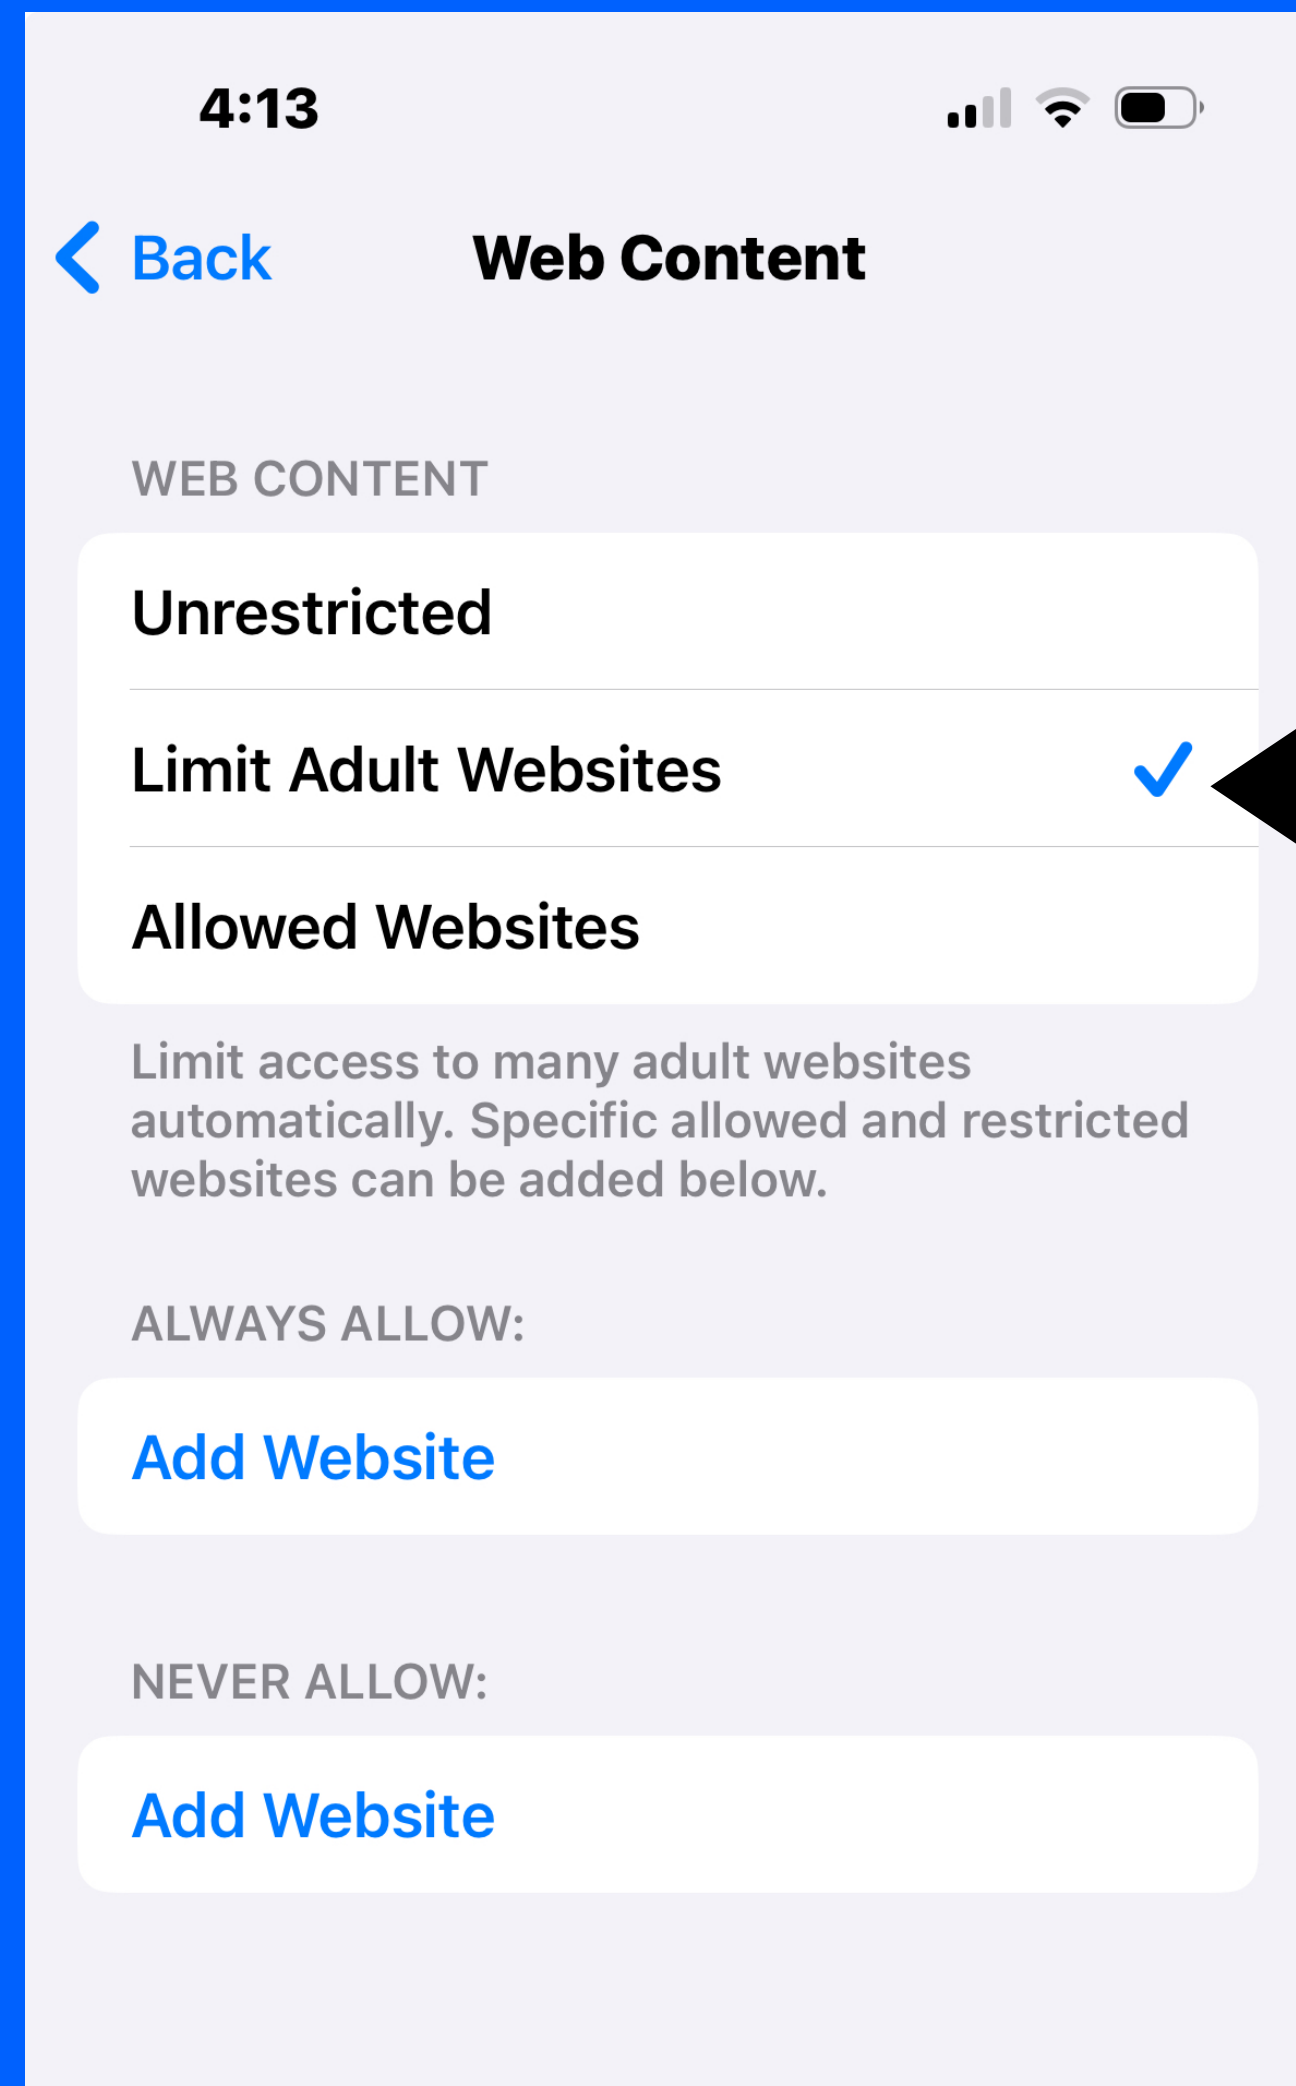 4:13
Back
Web Content
WEB CONTENT
Unrestricted
Limit Adult Websites
Allowed Websites
Limit access to many adult websites
automatically. Specific allowed and restricted
websites can be added below.
ALWAYS ALLOW:
Add Website
NEVER ALLOW:
Add Website